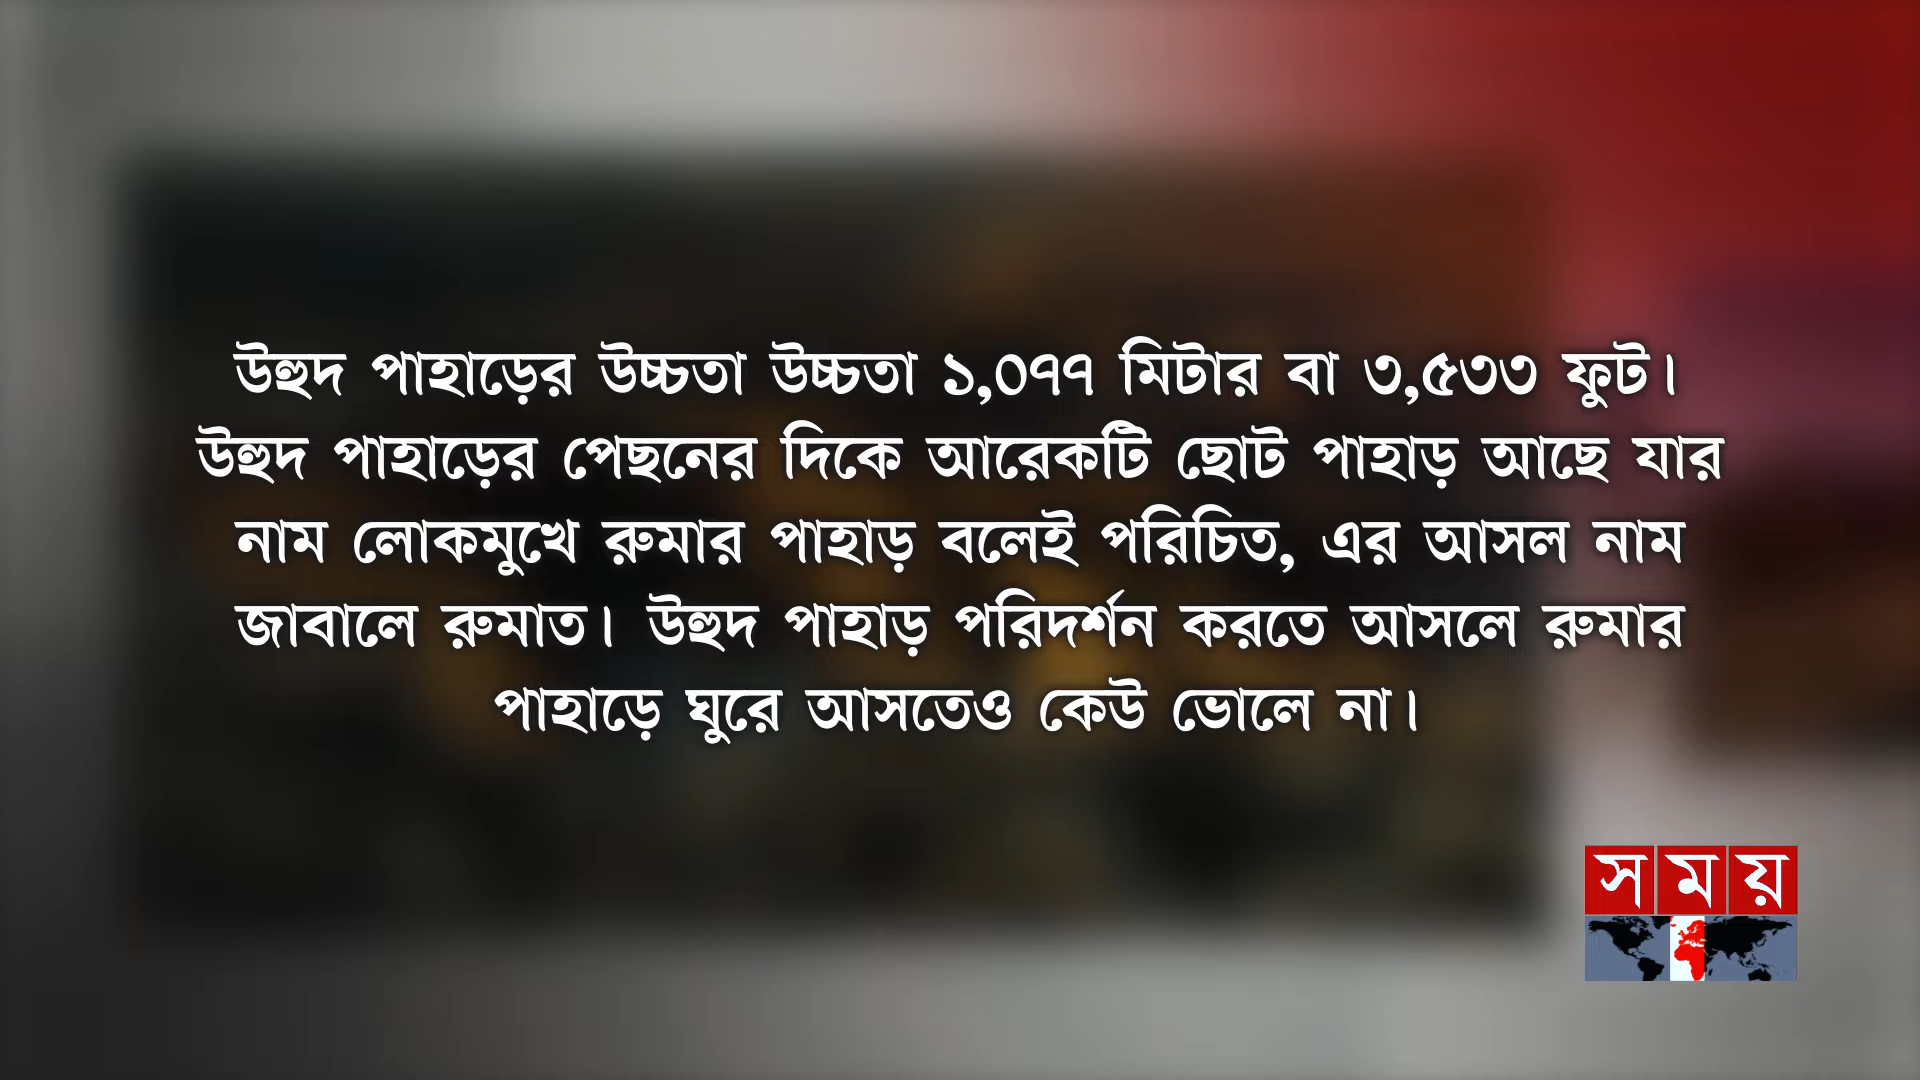 উহুদ পাহাড়ের উচ্চতা উচ্চতা ১,০৭৭ মিটার বা ৩,৫৩৩ ফুট।
উহুদ পাহাড়ের পেছনের দিকে আরেকটি ছোট পাহাড় আছে যার
নাম লোকমুখে রুমার পাহাড় বলেই পরিচিত, এর আসল নাম
জাবালে রুমাত। উহুদ পাহাড় পরিদর্শন করতে আসলে রুমার
পাহাড়ে ঘুরে আসতেও কেউ ভোলে না।
সময়